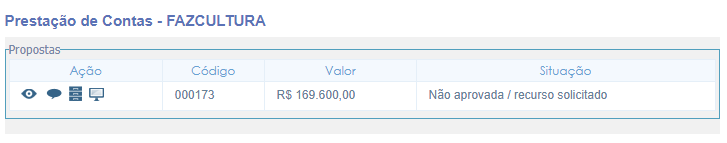 Prestação de Contas - FAZCULTURA
Propostas
Ação Código Valor Situação
000173 R$ 169.600,00 Não aprovada / recurso solicitado